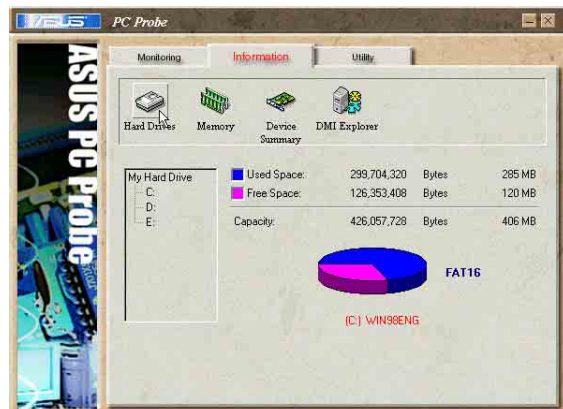 ASUS PC Probe
ASUS PC Probe
Monitoring Information Utility
Hard Drives Memory Device Summary DMI Explorer
My Hard Drive
C:
D:
E:
Used Space: 299,704,320 Bytes 285 MB
Free Space: 126,353,408 Bytes 120 MB
Capacity: 426,057,728 Bytes 406 MB
FAT16
(C:) WIN98ENG